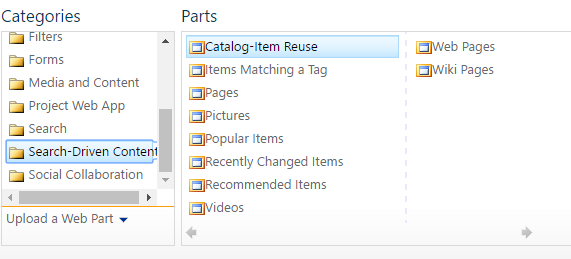 Categories
Filters
Forms
Media and Content
Project Web App
Search
Search-Driven Content
Social Collaboration
Upload a Web Part
Parts
Catalog-Item Reuse
Items Matching a Tag
Pages
Pictures
Popular Items
Recently Changed Items
Recommended Items
Videos
Web Pages
Wiki Pages